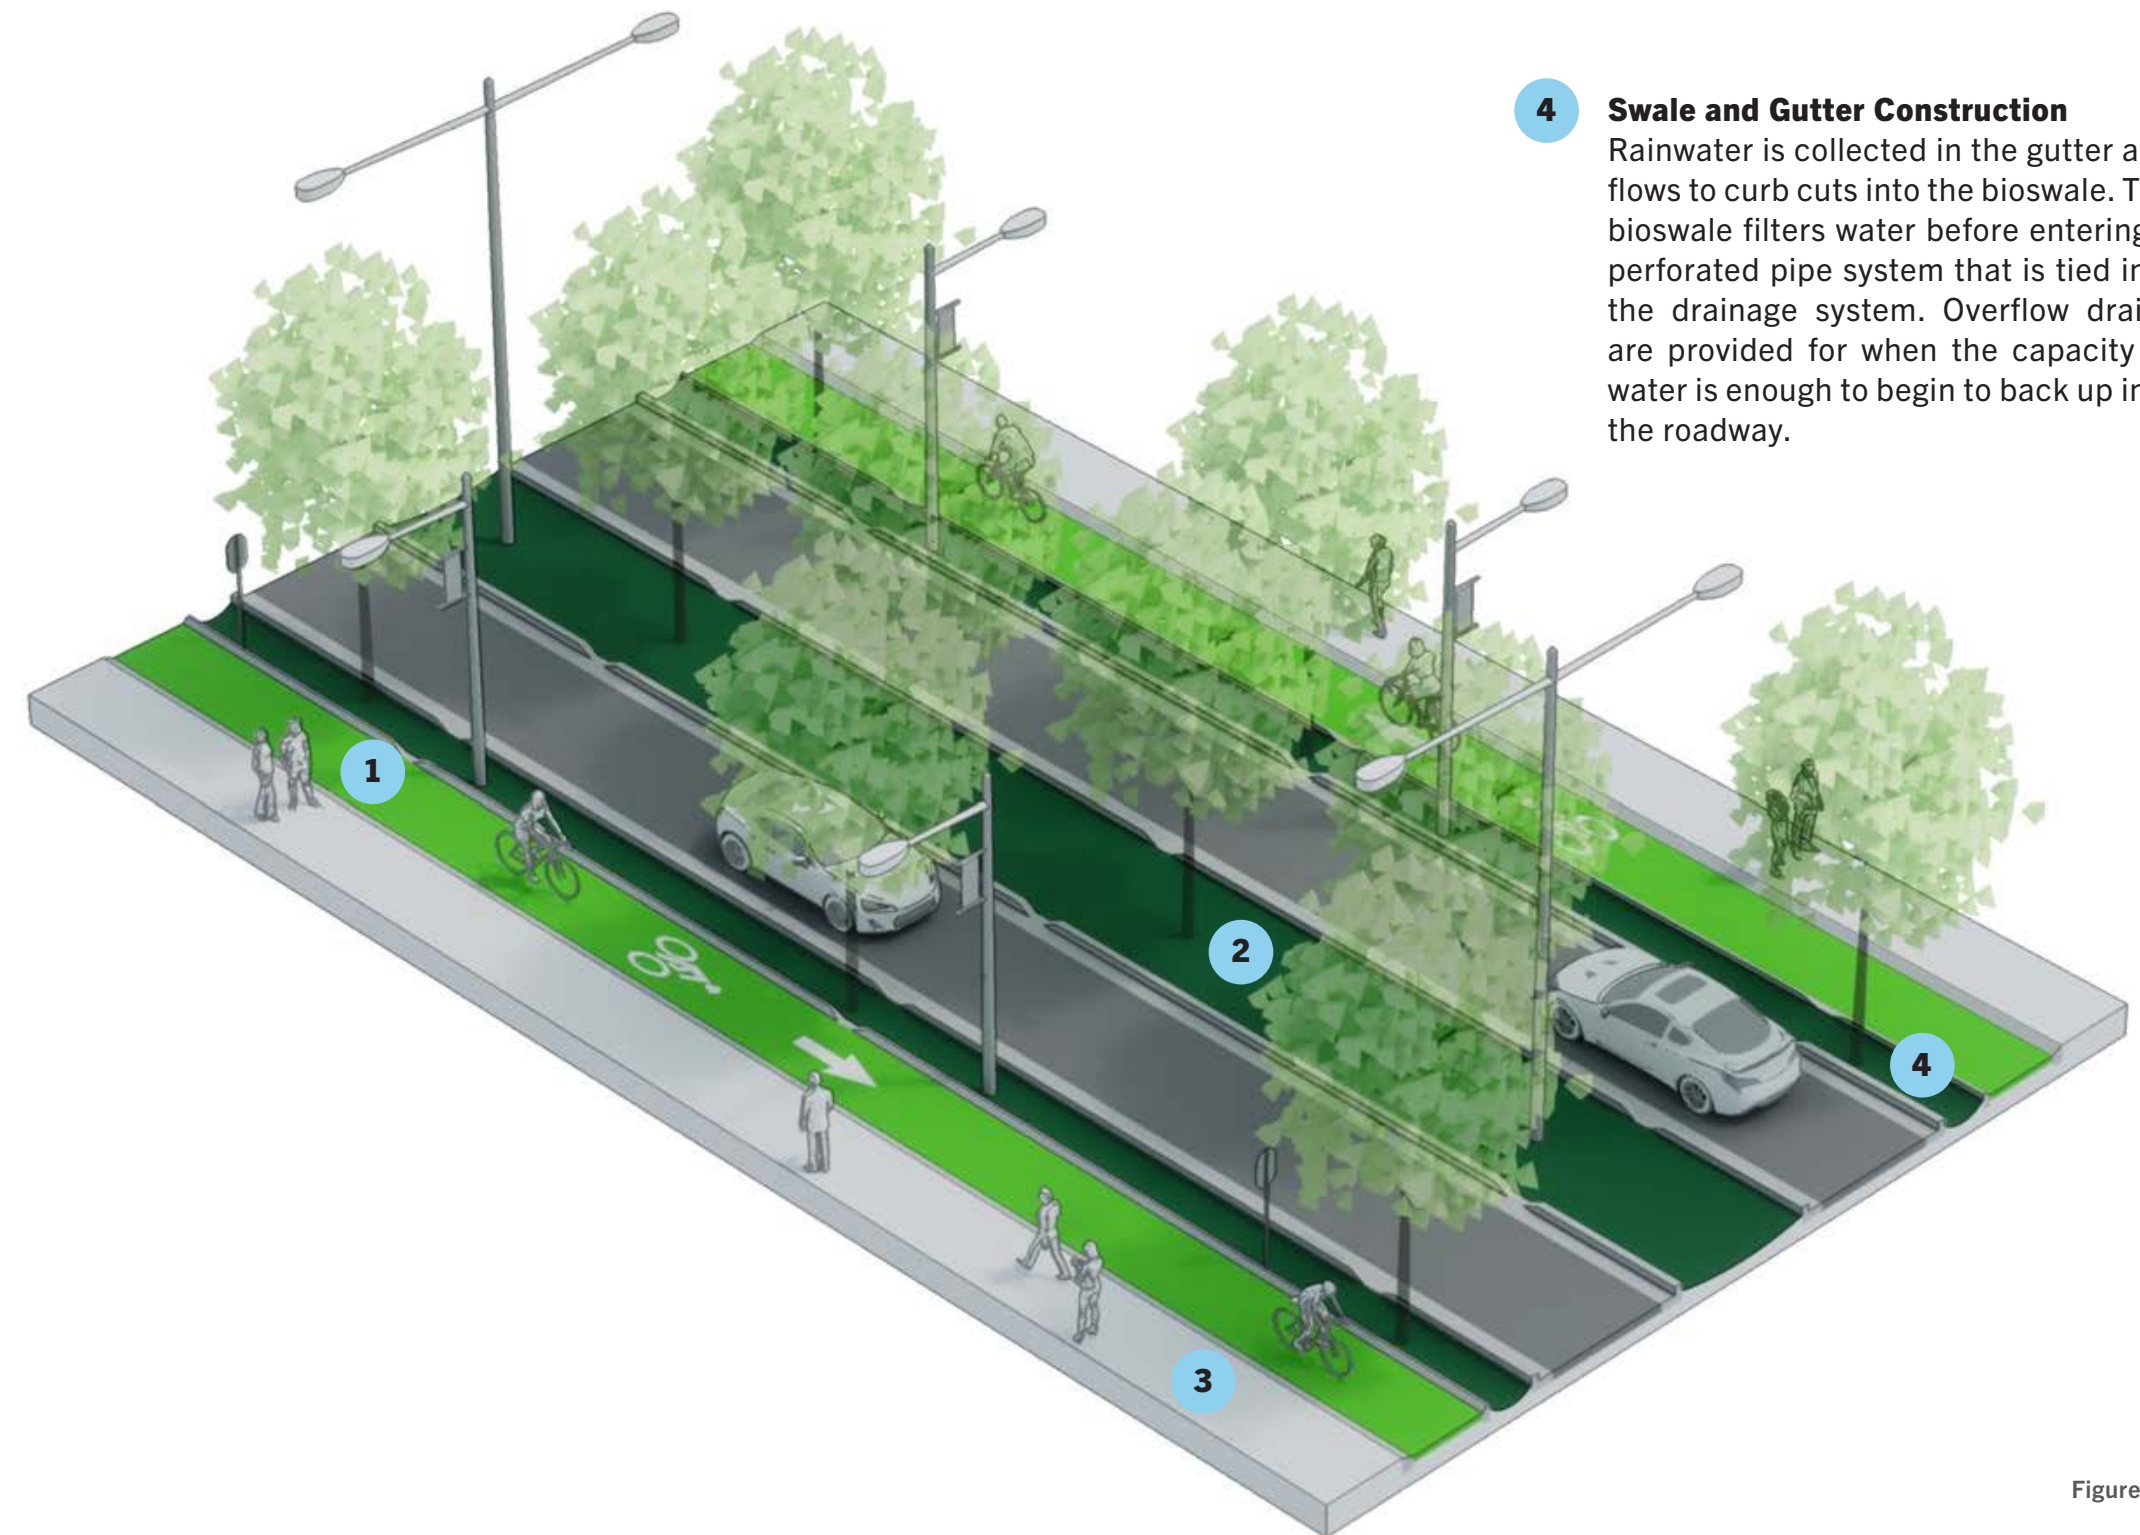 4 Swale and Gutter Construction
Rainwater is collected in the gutter a
flows to curb cuts into the bioswale. T
bioswale filters water before entering
perforated pipe system that is tied in
the drainage system. Overflow drai
are provided for when the capacity
water is enough to begin to back up in
the roadway.
1
2
4
3
Figure